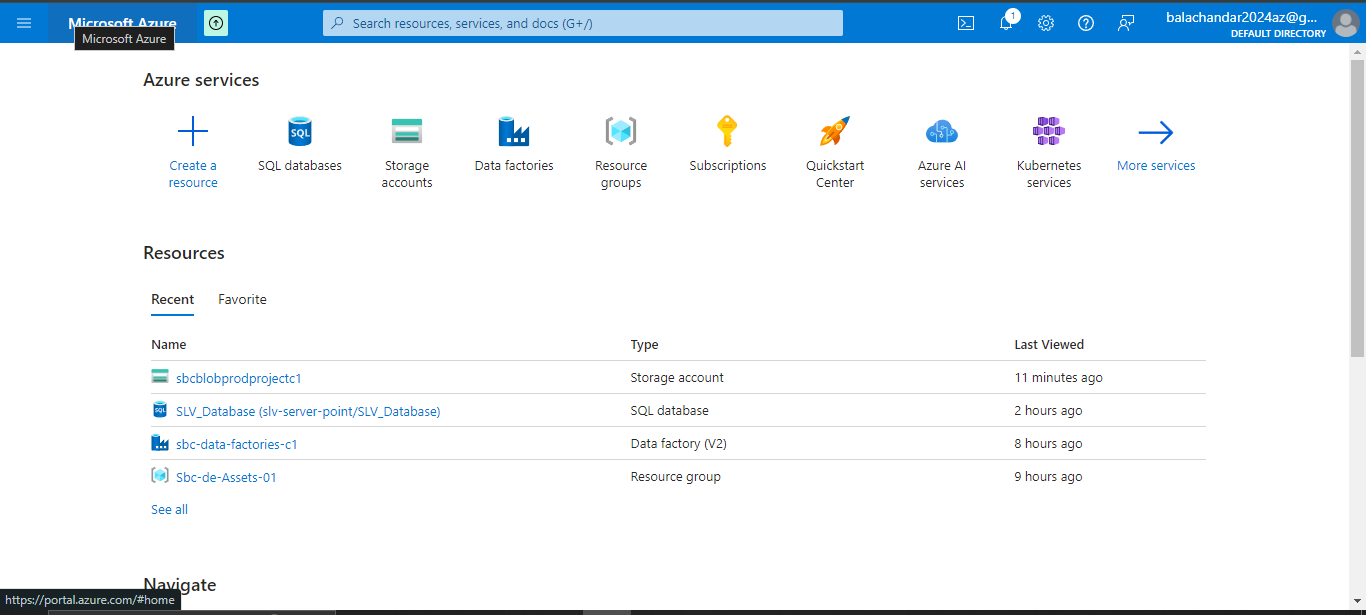 Microsoft Azure
Search resources, services, and docs (G+/)
1
balachandar2024az@g...
DEFAULT DIRECTORY
Microsoft Azure
Azure services
Create a
resource
SQL
SQL databases
Storage
accounts
Data factories
Resource
groups
Subscriptions
Quickstart
Center
Azure AI
services
Kubernetes
services
More services
Resources
Recent Favorite
Name Type Last Viewed
sbcblobprodprojectc1 Storage account 11 minutes ago
SQL SLV_Database (slv-server-point/SLV_Database) SQL database 2 hours ago
sbc-data-factories-c1 Data factory (V2) 8 hours ago
Sbc-de-Assets-01 Resource group 9 hours ago
See all
Navigate
https://portal.azure.com/#home